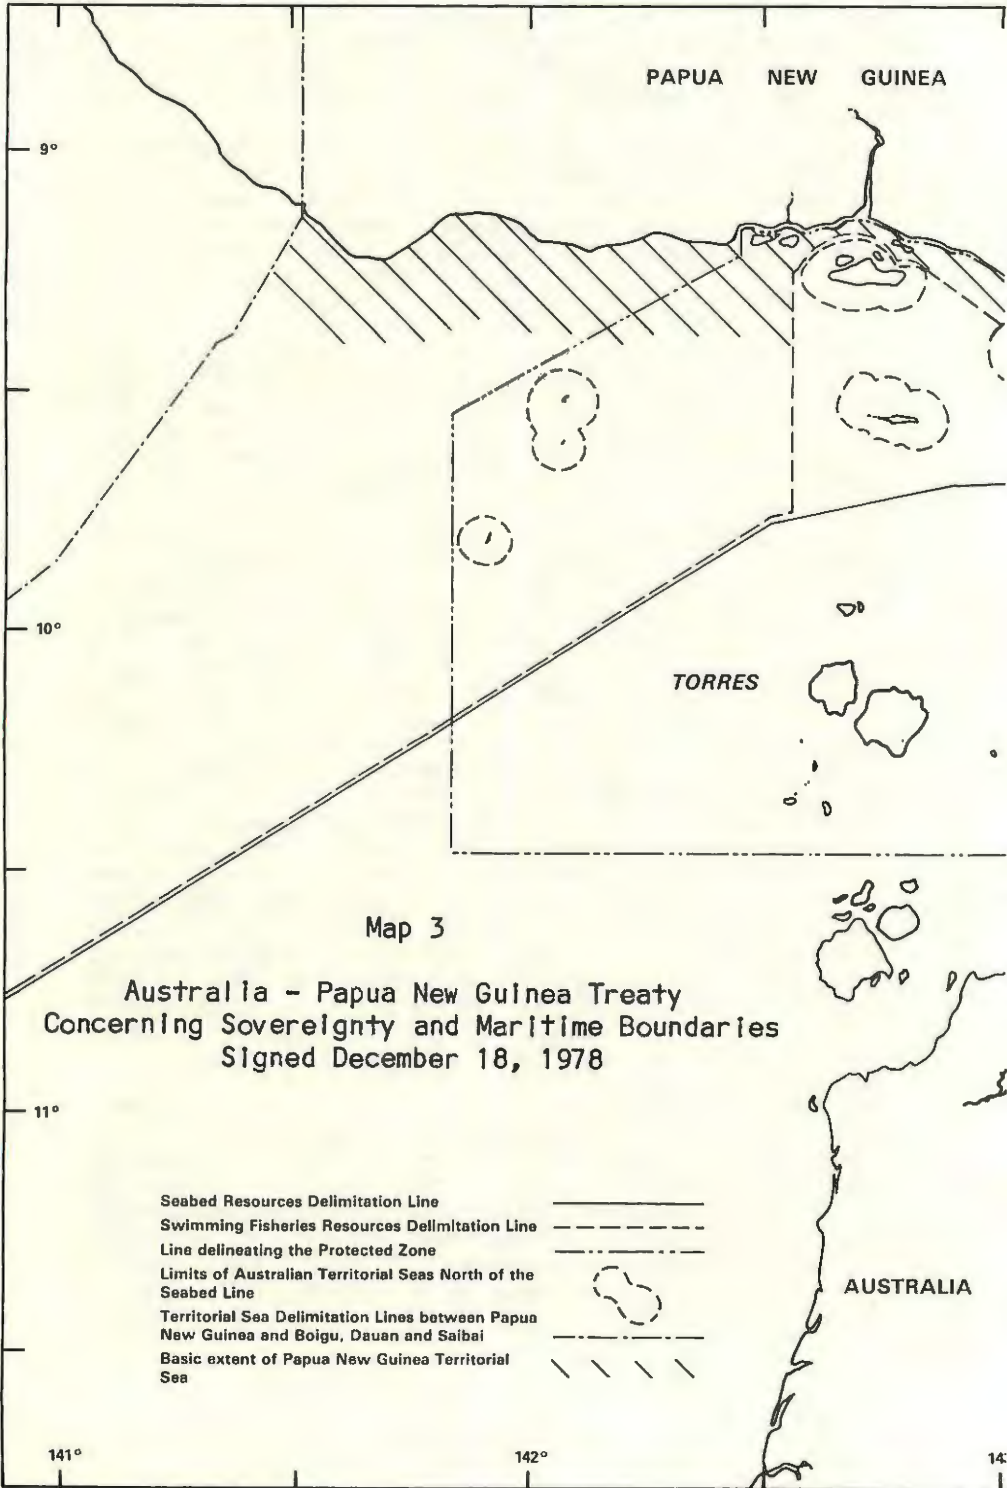 PAPUA NEW GUINEA
9°
10°
TORRES
Map 3
Australia - Papua New Guinea Treaty
Concerning Sovereignty and Maritime Boundaries
Signed December 18, 1978
11°
Seabed Resources Delimitation Line
Swimming Fisheries Resources Delimitation Line
Line delineating the Protected Zone
Limits of Australian Territorial Seas North of the
Seabed Line
Territorial Sea Delimitation Lines between Papua
New Guinea and Boigu, Dauan and Saibai
Basic extent of Papua New Guinea Territorial
Sea
AUSTRALIA
141°
142°